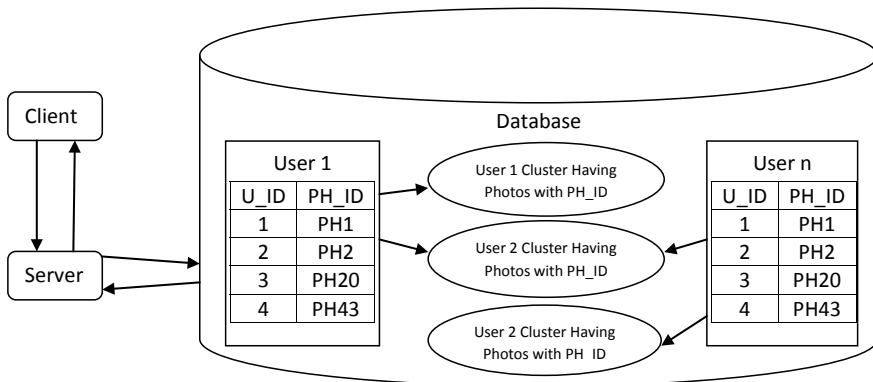 Client
Server
Database
User 1
U_ID PH_ID
1 PH1
2 PH2
3 PH20
4 PH43
User 1 Cluster Having
Photos with PH_ID
User 2 Cluster Having
Photos with PH_ID
User 2 Cluster Having
Photos with PH_ID
User n
U_ID PH_ID
1 PH1
2 PH2
3 PH20
4 PH43